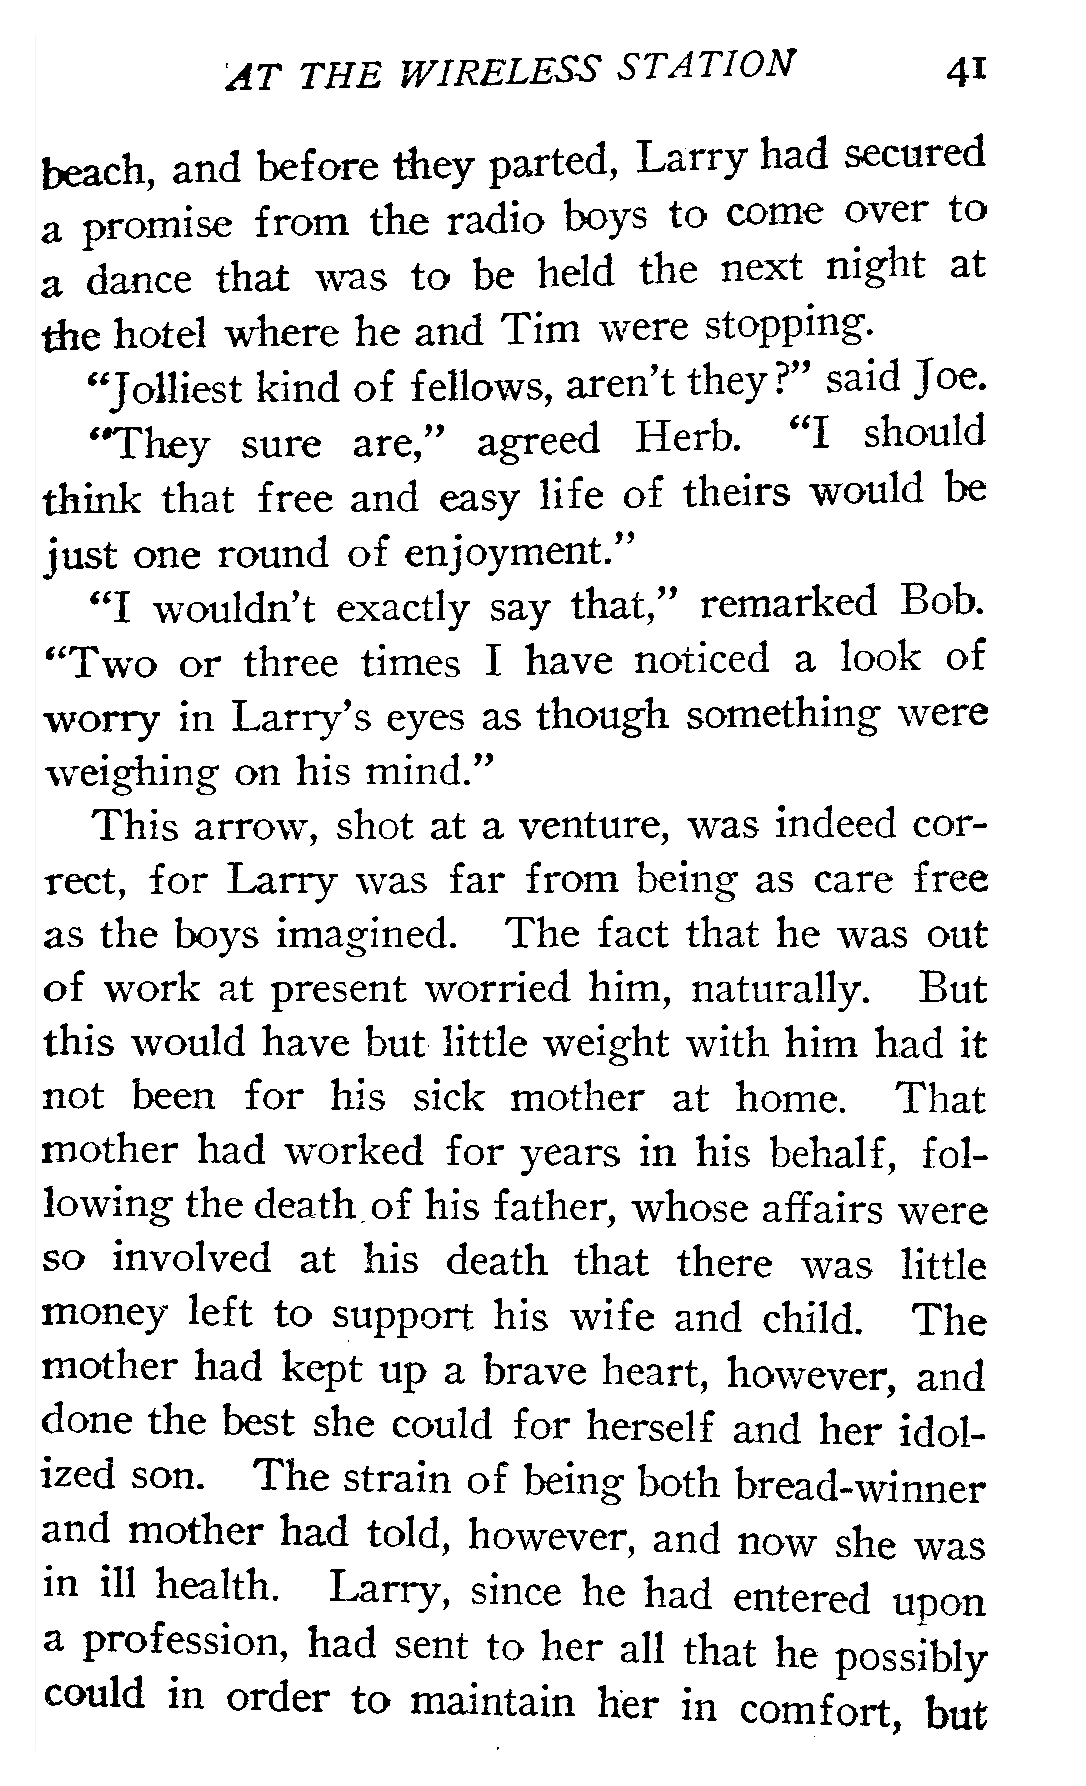 AT THE WIRELESS STATION 41
beach, and before they parted, Larry had secured
a promise from the radio boys to come over to
a dance that was to be held the next night at
the hotel where he and Tim were stopping.
“Jolliest kind of fellows, aren’t they?” said Joe.
“They sure are,” agreed Herb. “I should
think that free and easy life of theirs would be
just one round of enjoyment.”
“I wouldn’t exactly say that,” remarked Bob.
“Two or three times I have noticed a look of
worry in Larry’s eyes as though something were
weighing on his mind.”
This arrow, shot at a venture, was indeed cor-
rect, for Larry was far from being as care free
as the boys imagined. The fact that he was out
of work at present worried him, naturally. But
this would have but little weight with him had it
not been for his sick mother at home. That
mother had worked for years in his behalf, fol-
lowing the death of his father, whose affairs were
so involved at his death that there was little
money left to support his wife and child. The
mother had kept up a brave heart, however, and
done the best she could for herself and her idol-
ized son. The strain of being both bread-winner
and mother had told, however, and now she was
in ill health. Larry, since he had entered upon
a profession, had sent to her all that he possibly
could in order to maintain her in comfort, but